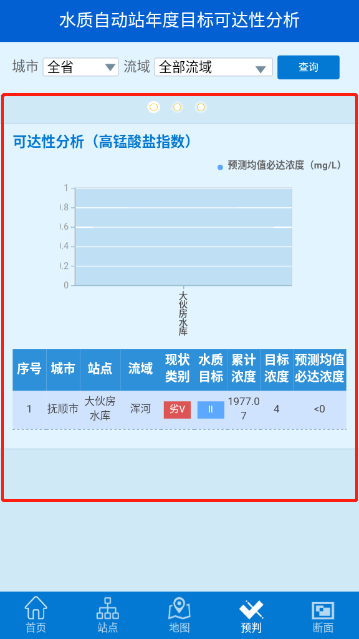 水质自动站年度目标可达性分析
城市 全省 流域 全部流域 查询
可达性分析（高锰酸盐指数）
预测均值必达浓度（mg/L）
1
0.8
0.6
0.4
0.2
0
大伙房水库
序号 城市 站点 流域 现状类别 水质目标 累计浓度 目标浓度 预测均值必达浓度
1 抚顺市 大伙房水库 浑河 劣V II 1977.07 4 <0
首页 站点 地图 预判 断面